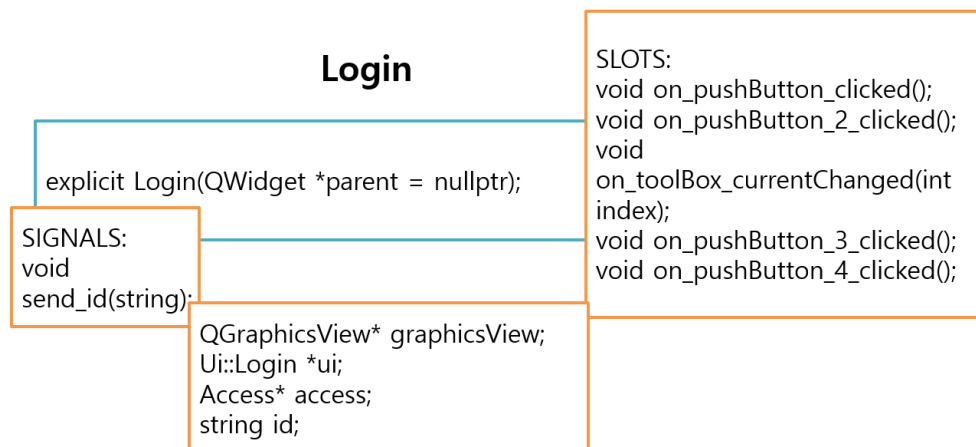 Login
explicit Login(QWidget *parent = nullptr);
SLOTS:
void on_pushButton_clicked();
void on_pushButton_2_clicked();
void
on_toolBox_currentChanged(int
index);
void on_pushButton_3_clicked();
void on_pushButton_4_clicked();
SIGNALS:
void
send_id(string);
QGraphicsView* graphicsView;
Ui::Login *ui;
Access* access;
string id;